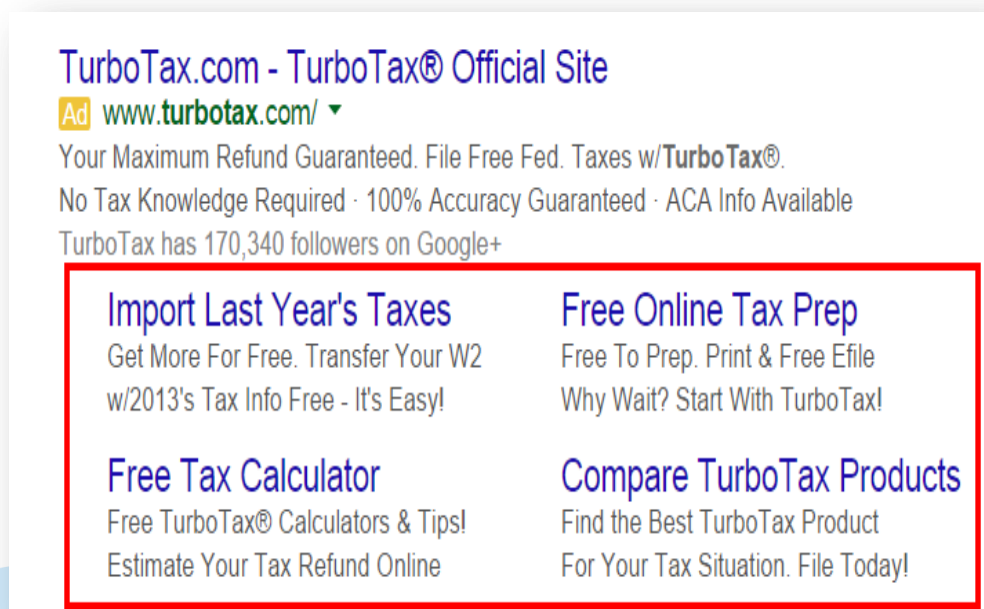 TurboTax.com - TurboTax® Official Site
Ad www.turbotax.com/
Your Maximum Refund Guaranteed. File Free Fed. Taxes w/TurboTax®.
No Tax Knowledge Required · 100% Accuracy Guaranteed · ACA Info Available
TurboTax has 170,340 followers on Google+
Import Last Year's Taxes
Get More For Free. Transfer Your W2
w/2013's Tax Info Free - It's Easy!
Free Online Tax Prep
Free To Prep. Print & Free Efile
Why Wait? Start With TurboTax!
Free Tax Calculator
Free TurboTax® Calculators & Tips!
Estimate Your Tax Refund Online
Compare TurboTax Products
Find the Best TurboTax Product
For Your Tax Situation. File Today!